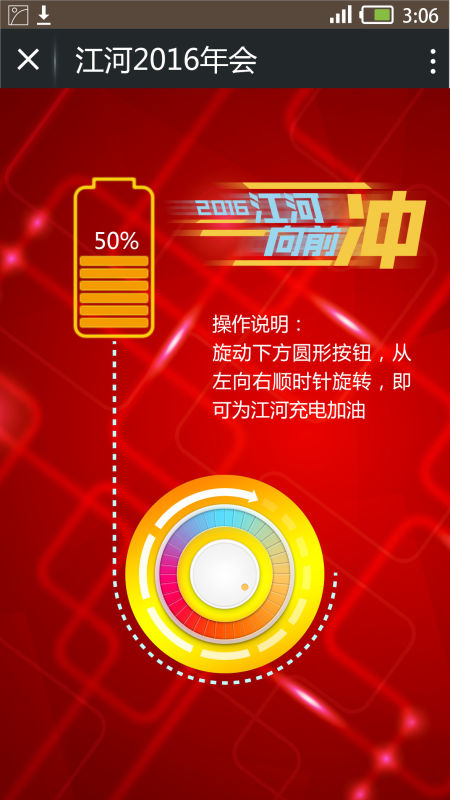 3:06
江河2016年会
50%
2016江河
向前冲
操作说明：
旋动下方圆形按钮，从
左向右顺时针旋转，即
可为江河充电加油